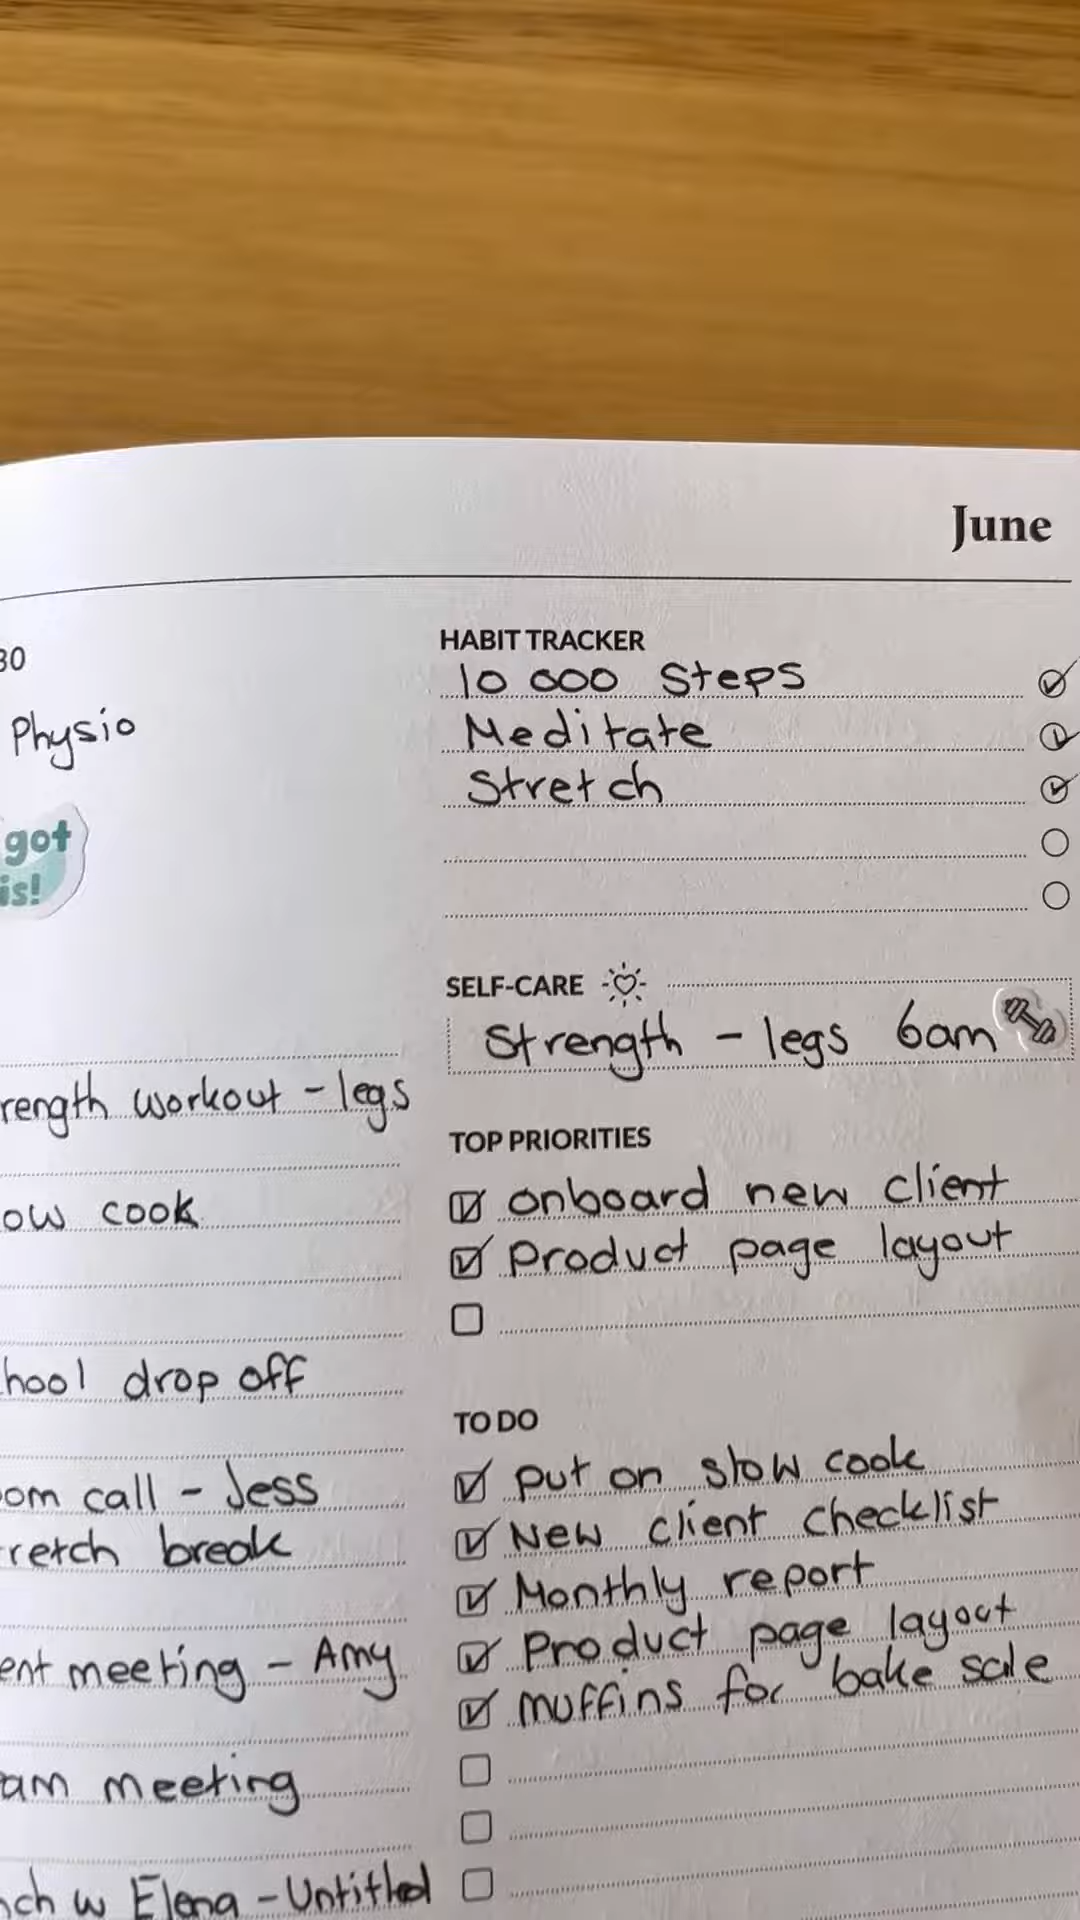 June
30
Physio
got
is!
rength workout - legs
ow cook
hool drop off
om call - Jess
retch break
ent meeting - Amy
am meeting
ch w Elena - Untitled
HABIT TRACKER
10 000 Steps
Meditate
Stretch
SELF-CARE
Strength - legs 6am
TOP PRIORITIES
onboard new client
Product page layout
TO DO
put on slow cook
New client checklist
Monthly report
Product page layout
muffins for bake sale